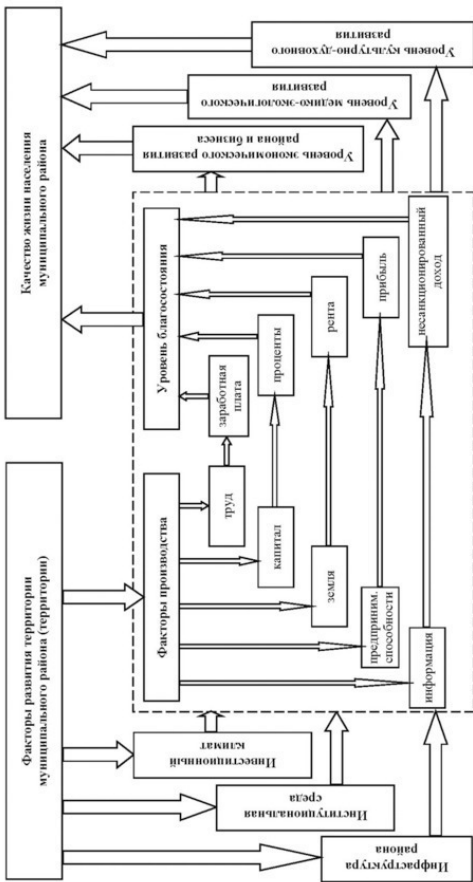 Факторы развития территории
муниципального района (территории)
Качество жизни населения
муниципального района
Инфраструктура
района
Институциональная
среда
Инвестиционный
климат
Факторы производства
труд
капитал
земля
предприним.
способности
информация
Уровень благосостояния
заработная
плата
проценты
рента
прибыль
несанкционированный
доход
Уровень экономического развития
района и бизнеса
Уровень медико-экологического
развития
Уровень культурно-духовного
развития